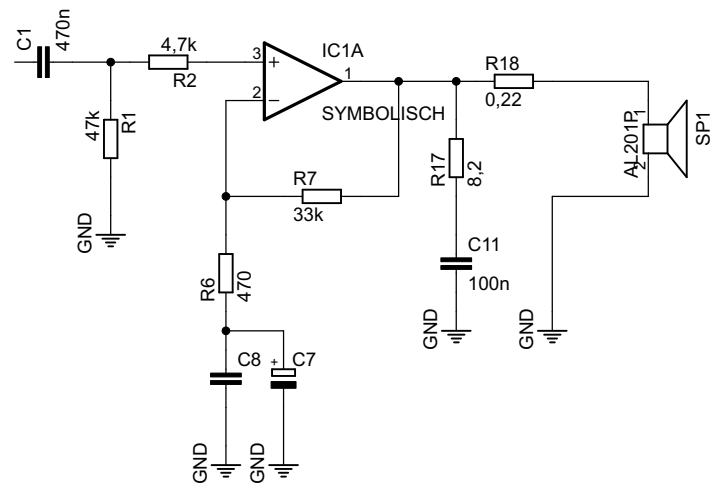 C1
470n
4,7k
R2
47k
R1
GND
3
+
2
–
1
IC1A
SYMBOLISCH
R7
33k
R6
470
C8
+
C7
GND
GND
R17
8,2
C11
100n
GND
R18
0,22
AL201P
1
2
SP1
GND